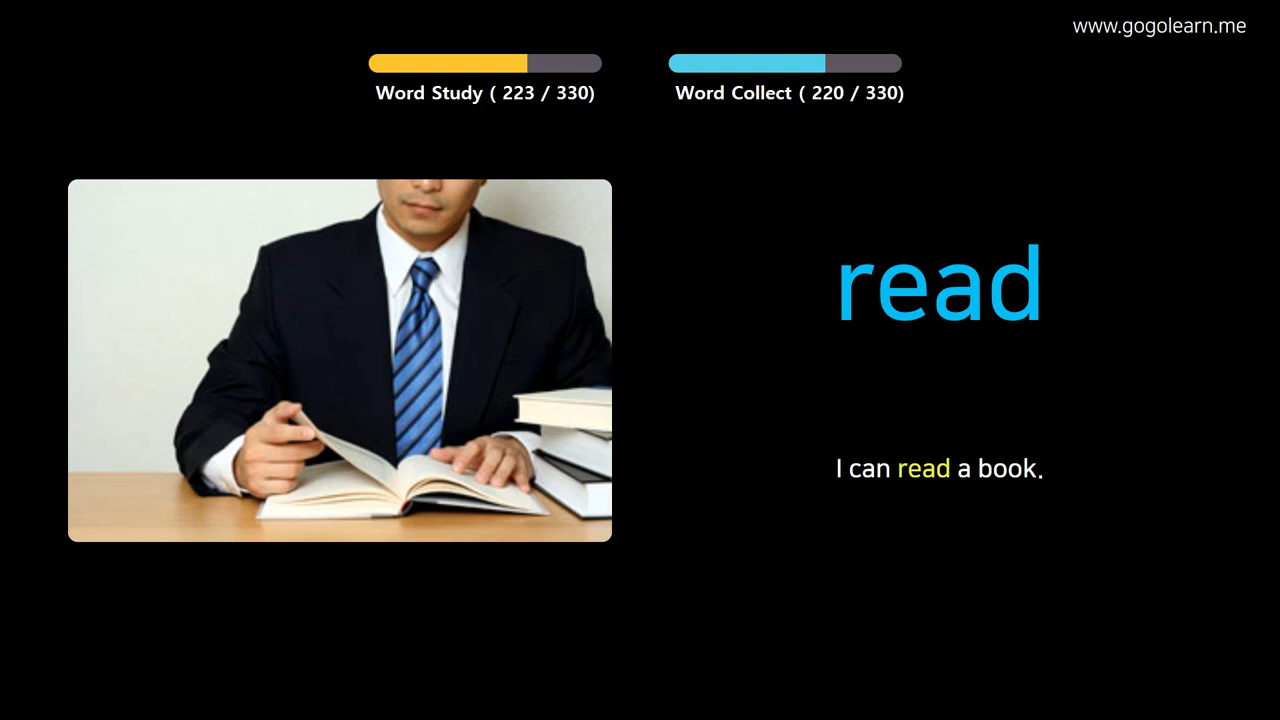 www.gogolearn.me
Word Study ( 223 / 330)
Word Collect ( 220 / 330)
read
I can read a book.